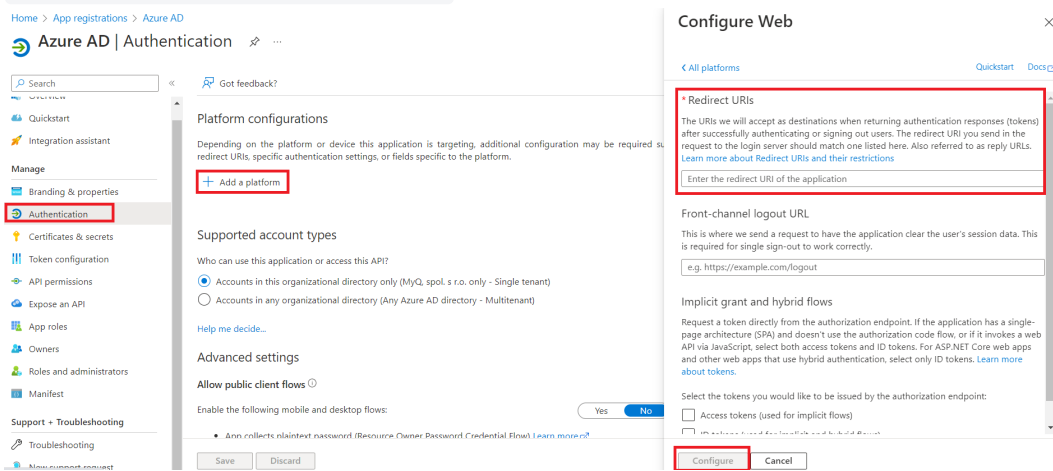 Home > App registrations > Azure AD
Azure AD | Authentication
Search
Overview
Quickstart
Integration assistant
Manage
Branding & properties
Authentication
Certificates & secrets
Token configuration
API permissions
Expose an API
App roles
Owners
Roles and administrators
Manifest
Support + Troubleshooting
Troubleshooting
New support request
Got feedback?
Platform configurations
Depending on the platform or device this application is targeting, additional configuration may be required su
redirect URIs, specific authentication settings, or fields specific to the platform.
+ Add a platform
Supported account types
Who can use this application or access this API?
Accounts in this organizational directory only (MyQ, spol. s r.o. only - Single tenant)
Accounts in any organizational directory (Any Azure AD directory - Multitenant)
Help me decide...
Advanced settings
Allow public client flows
Enable the following mobile and desktop flows:
Yes No
• App collects plaintext password (Resource Owner Password Credential Flow) Learn more
Save Discard
Configure Web
All platforms Quickstart Docs
* Redirect URIs
The URIs we will accept as destinations when returning authentication responses (tokens)
after successfully authenticating or signing out users. The redirect URI you send in the
request to the login server should match one listed here. Also referred to as reply URLs.
Learn more about Redirect URIs and their restrictions
Enter the redirect URI of the application
Front-channel logout URL
This is where we send a request to have the application clear the user's session data. This
is required for single sign-out to work correctly.
e.g. https://example.com/logout
Implicit grant and hybrid flows
Request a token directly from the authorization endpoint. If the application has a single-
page architecture (SPA) and doesn't use the authorization code flow, or if it invokes a web
API via JavaScript, select both access tokens and ID tokens. For ASP.NET Core web apps
and other web apps that use hybrid authentication, select only ID tokens. Learn more
about tokens.
Select the tokens you would like to be issued by the authorization endpoint:
Access tokens (used for implicit flows)
ID tokens (used for implicit and hybrid flows)
Configure Cancel